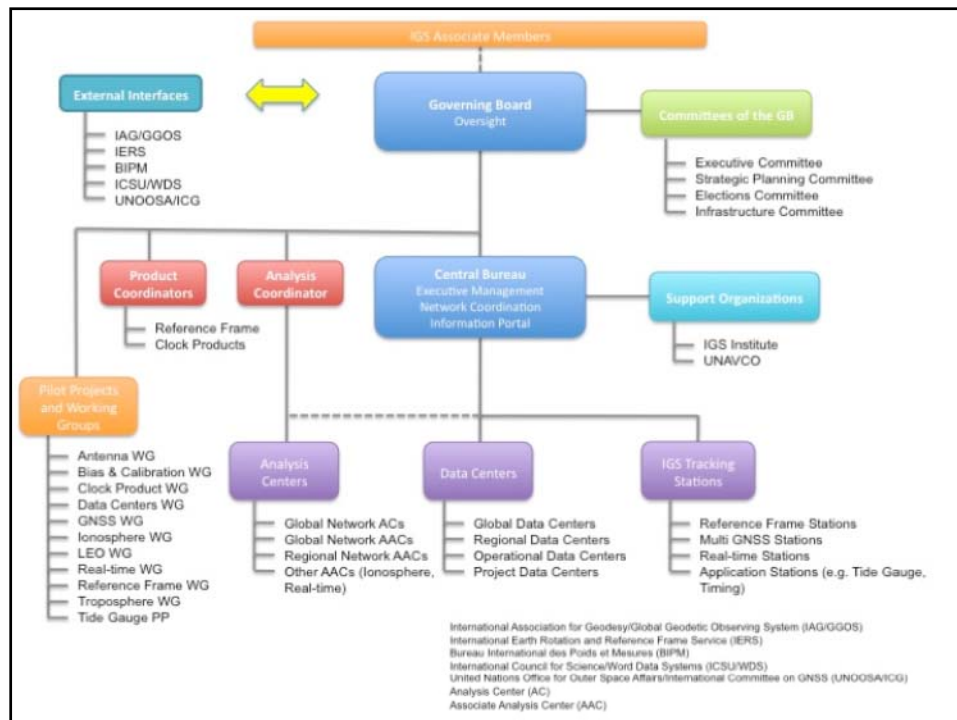 IGS Associate Members
External Interfaces
IAG/GGOS
IERS
BIPM
ICSU/WDS
UNOOSA/ICG
Governing Board
Oversight
Committees of the GB
Executive Committee
Strategic Planning Committee
Elections Committee
Infrastructure Committee
Product
Coordinators
Reference Frame
Clock Products
Analysis
Coordinator
Central Bureau
Executive Management
Network Coordination
Information Portal
Support Organizations
IGS Institute
UNAVCO
Pilot Projects
and Working
Groups
Antenna WG
Bias & Calibration WG
Clock Product WG
Data Centers WG
GNSS WG
Ionosphere WG
LEO WG
Real-time WG
Reference Frame WG
Troposphere WG
Tide Gauge PP
Analysis
Centers
Global Network ACs
Global Network AACs
Regional Network AACs
Other AACs (Ionosphere,
Real-time)
Data Centers
Global Data Centers
Regional Data Centers
Operational Data Centers
Project Data Centers
IGS Tracking
Stations
Reference Frame Stations
Multi GNSS Stations
Real-time Stations
Application Stations (e.g. Tide Gauge,
Timing)
International Association for Geodesy/Global Geodetic Observing System (IAG/GGOS)
International Earth Rotation and Reference Frame Service (IERS)
Bureau International des Poids et Mesures (BIPM)
International Council for Science/Word Data Systems (ICSU/WDS)
United Nations Office for Outer Space Affairs/International Committee on GNSS (UNOOSA/ICG)
Analysis Center (AC)
Associate Analysis Center (AAC)